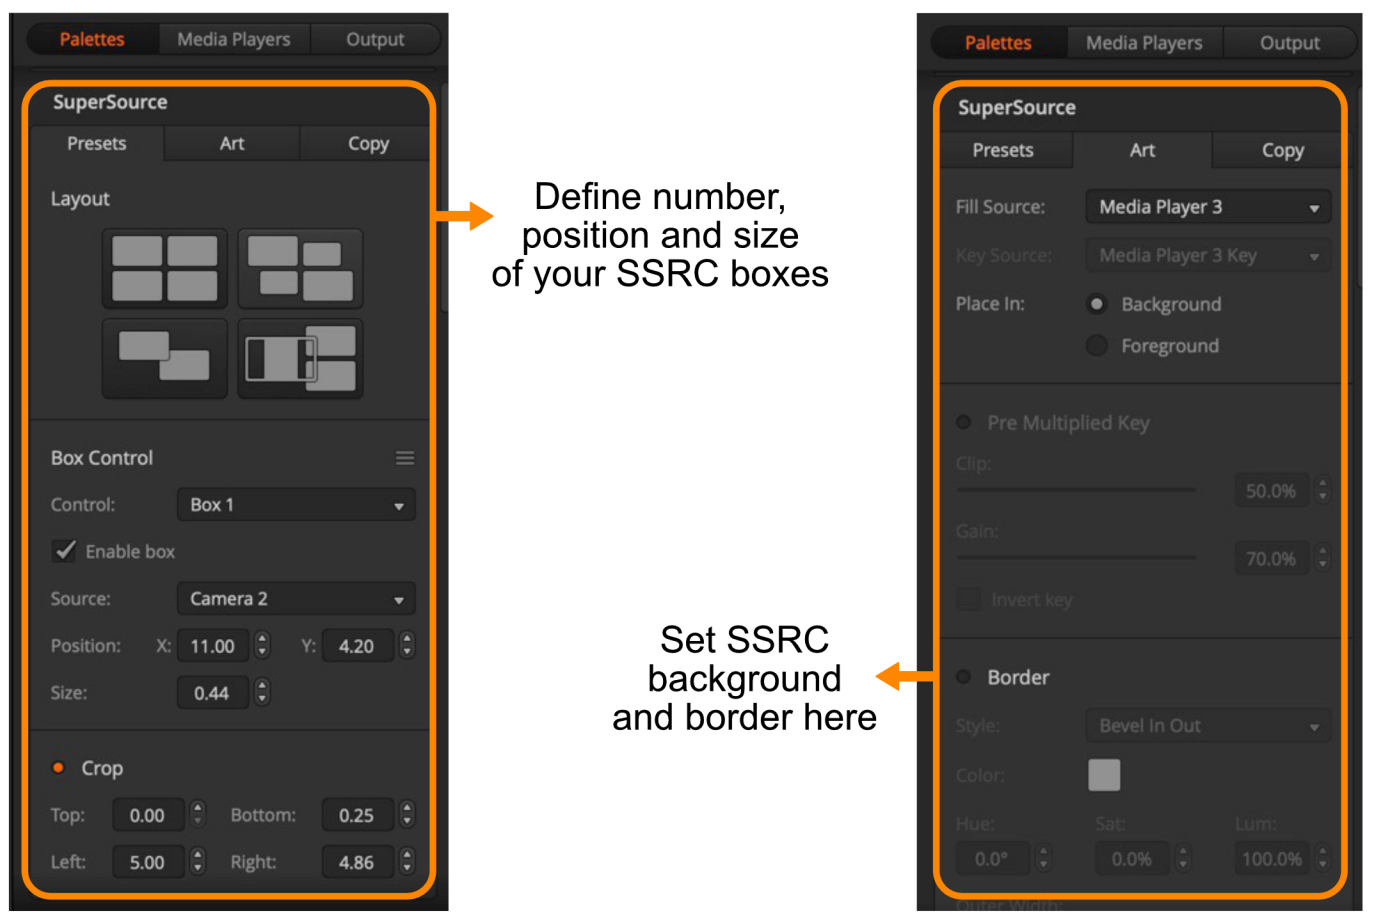 Palettes Media Players Output
SuperSource
Presets Art Copy
Layout
Box Control
Control: Box 1
Enable box
Source: Camera 2
Position: X: 11.00 Y: 4.20
Size: 0.44
Crop
Top: 0.00 Bottom: 0.25
Left: 5.00 Right: 4.86
Define number,
position and size
of your SSRC boxes
Set SSRC
background
and border here
Palettes Media Players Output
SuperSource
Presets Art Copy
Fill Source: Media Player 3
Key Source: Media Player 3 Key
Place In: Background
Foreground
Pre Multiplied Key
Clip:
50.0%
Gain:
70.0%
Invert key
Border
Style: Bevel In Out
Color:
Hue: Sat: Lum:
0.0° 0.0% 100.0%
Outer Width: